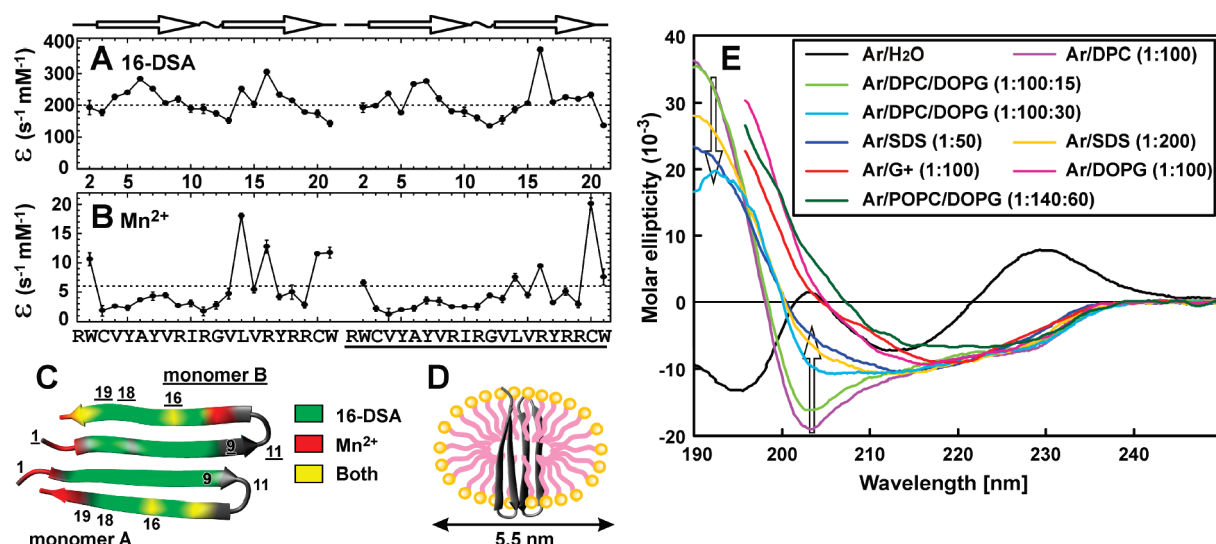 A 16-DSA
ε (s⁻¹ mM⁻¹)
400
300
200
100
0
2 5 10 15 20 2 5 10 15 20
B Mn²⁺
ε (s⁻¹ mM⁻¹)
20
15
10
5
0
RWCVYAYVRIRGVLVRYRRCW RWCVYAYVRIRGVLVRYRRCW
C
monomer B
19 18 16
1
9
11
1
9
11
19 18 16
monomer A
16-DSA
Mn²⁺
Both
D
5.5 nm
E
Ar/H₂O
Ar/DPC (1:100)
Ar/DPC/DOPG (1:100:15)
Ar/DPC/DOPG (1:100:30)
Ar/SDS (1:50)
Ar/SDS (1:200)
Ar/G+ (1:100)
Ar/DOPG (1:100)
Ar/POPC/DOPG (1:140:60)
Molar ellipticity (10⁻³)
40
30
20
10
0
-10
-20
190 200 210 220 230 240
Wavelength [nm]